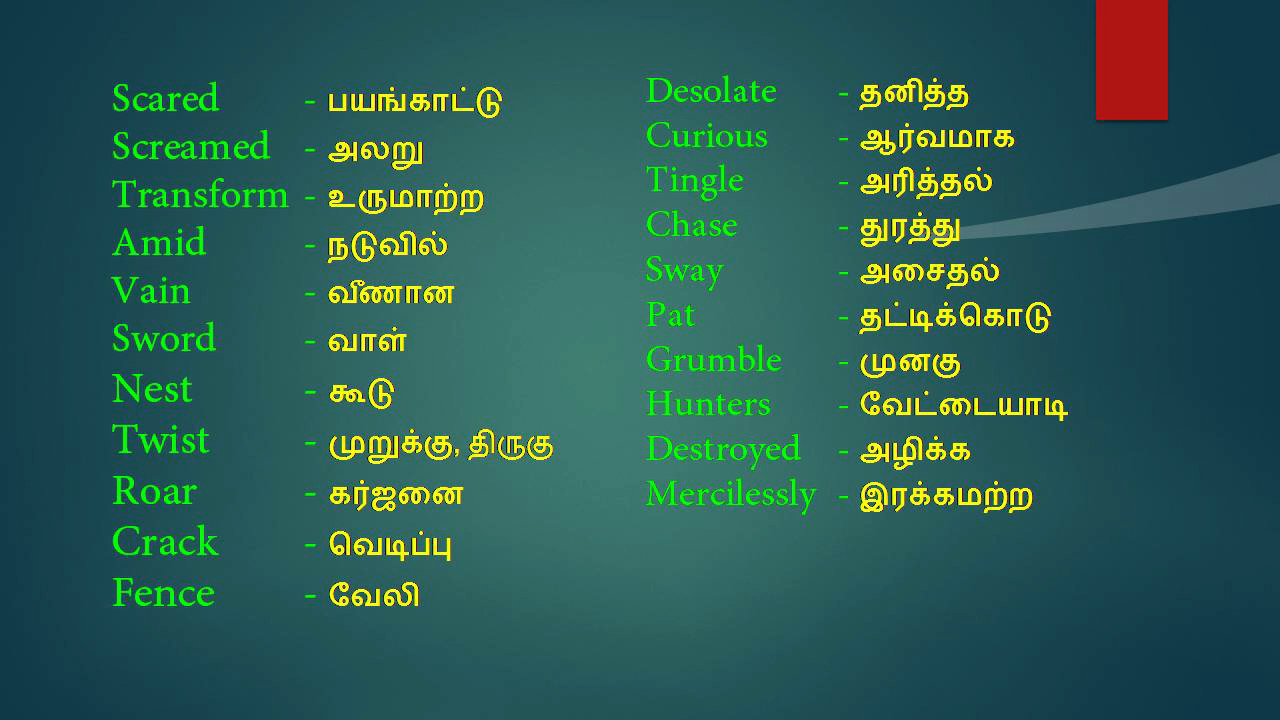 Scared - பயங்காட்டு
Screamed - அலறு
Transform - உருமாற்ற
Amid - நடுவில்
Vain - வீணான
Sword - வாள்
Nest - கூடு
Twist - முறுக்கு, திருகு
Roar - கர்ஜனை
Crack - வெடிப்பு
Fence - வேலி
Desolate - தனித்த
Curious - ஆர்வமாக
Tingle - அரித்தல்
Chase - துரத்து
Sway - அசைதல்
Pat - தட்டிக்கொடு
Grumble - முனகு
Hunters - வேட்டையாடி
Destroyed - அழிக்க
Mercilessly - இரக்கமற்ற